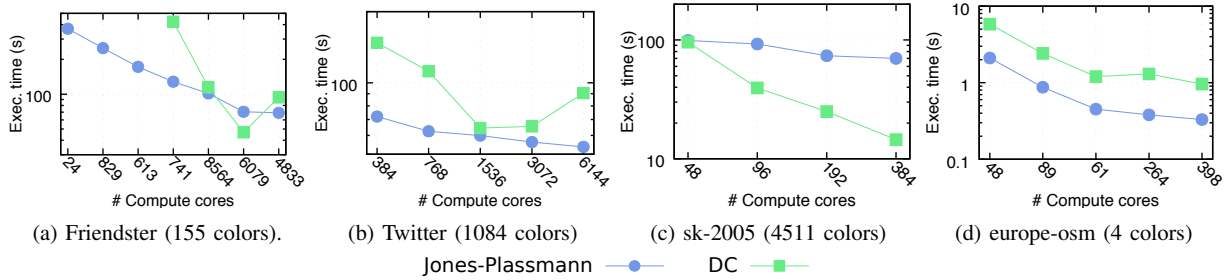 Exec. time (s)
100
24 829 613 741 8564 6079 4833
# Compute cores
(a) Friendster (155 colors).
Exec. time (s)
100
384 768 1536 3072 6144
# Compute cores
(b) Twitter (1084 colors)
Exec. time (s)
100
10
48 96 192 384
# Compute cores
(c) sk-2005 (4511 colors)
Exec. time (s)
10
1
0.1
48 89 61 264 398
# Compute cores
(d) europe-osm (4 colors)
Jones-Plassmann DC